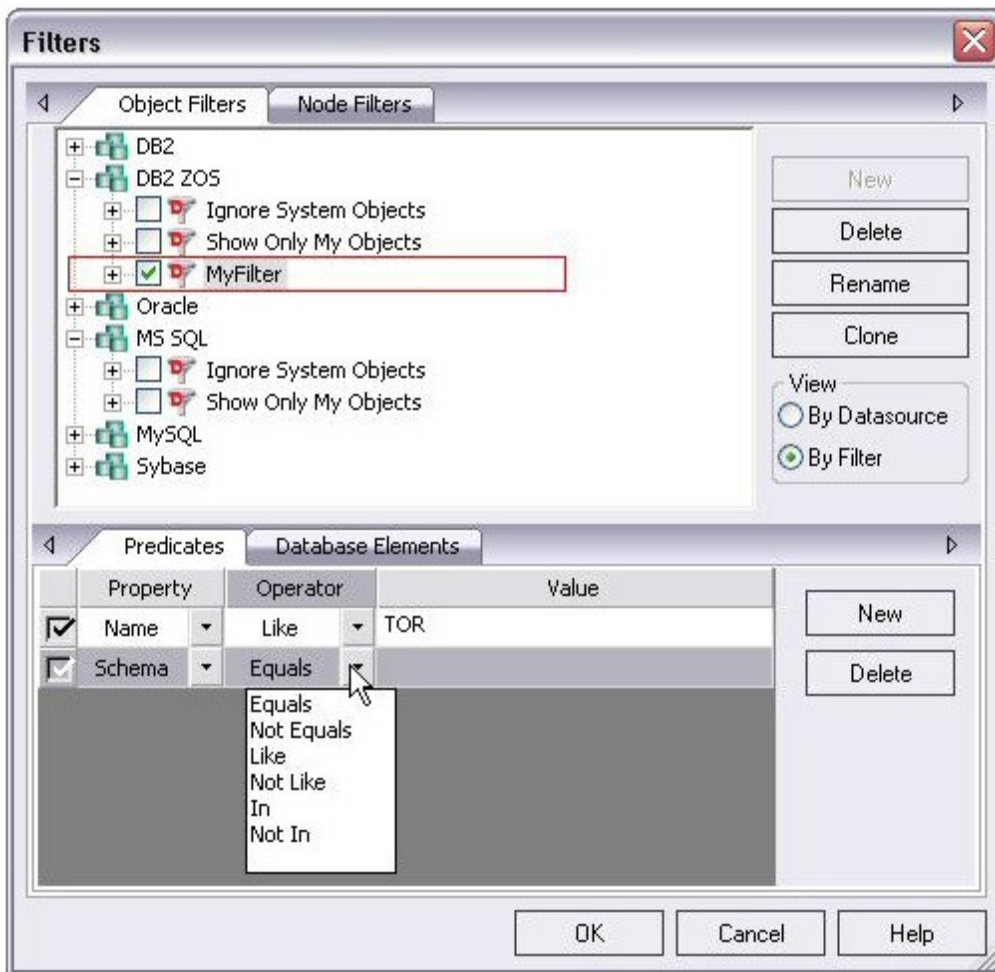 Filters
Object Filters Node Filters
DB2
DB2 ZOS
Ignore System Objects
Show Only My Objects
MyFilter
Oracle
MS SQL
Ignore System Objects
Show Only My Objects
MySQL
Sybase
New
Delete
Rename
Clone
View
By Datasource
By Filter
Predicates Database Elements
Property Operator Value
Name Like TOR
Schema Equals
Equals
Not Equals
Like
Not Like
In
Not In
New
Delete
OK Cancel Help